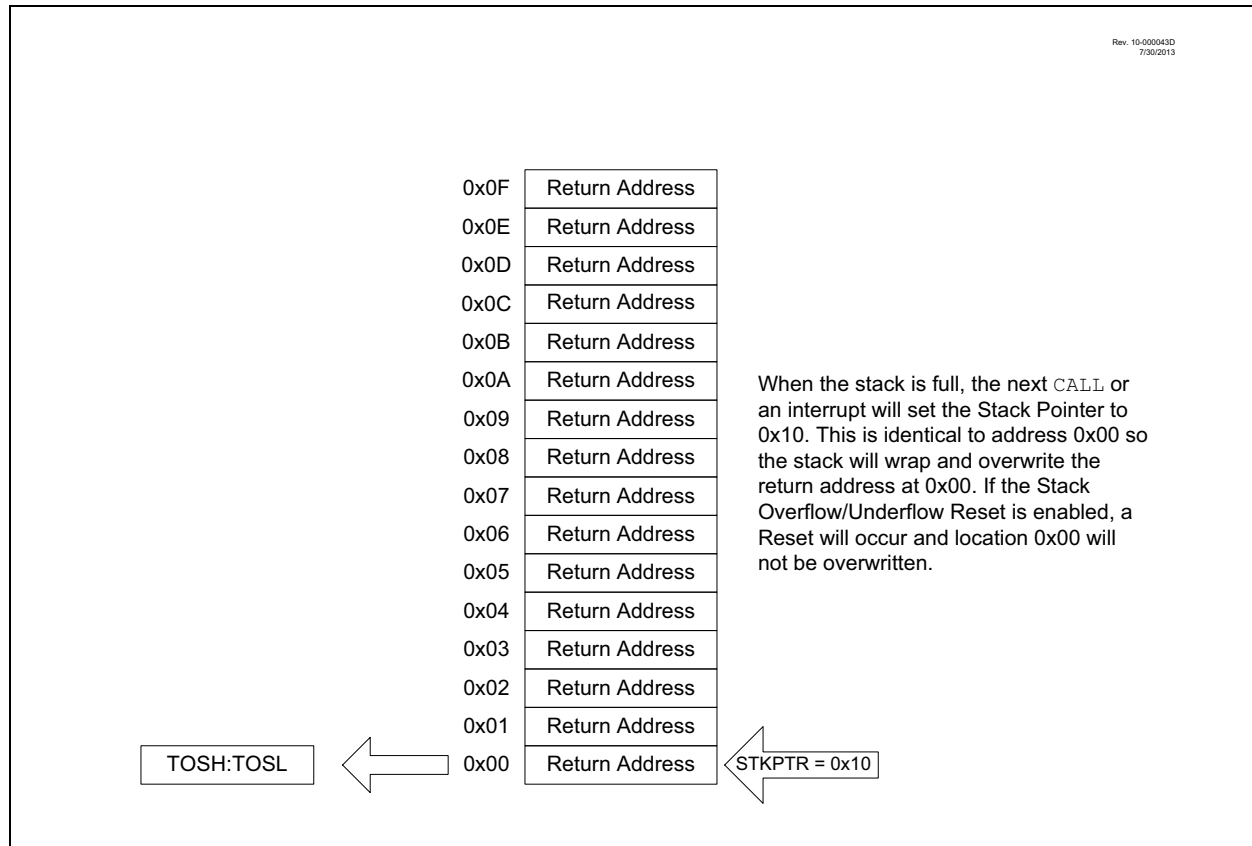 Rev. 10-000043D
7/30/2013
0x0F Return Address
0x0E Return Address
0x0D Return Address
0x0C Return Address
0x0B Return Address
0x0A Return Address
0x09 Return Address
0x08 Return Address
0x07 Return Address
0x06 Return Address
0x05 Return Address
0x04 Return Address
0x03 Return Address
0x02 Return Address
0x01 Return Address
TOSH:TOSL 0x00 Return Address STKPTR = 0x10
When the stack is full, the next CALL or
an interrupt will set the Stack Pointer to
0x10. This is identical to address 0x00 so
the stack will wrap and overwrite the
return address at 0x00. If the Stack
Overflow/Underflow Reset is enabled, a
Reset will occur and location 0x00 will
not be overwritten.